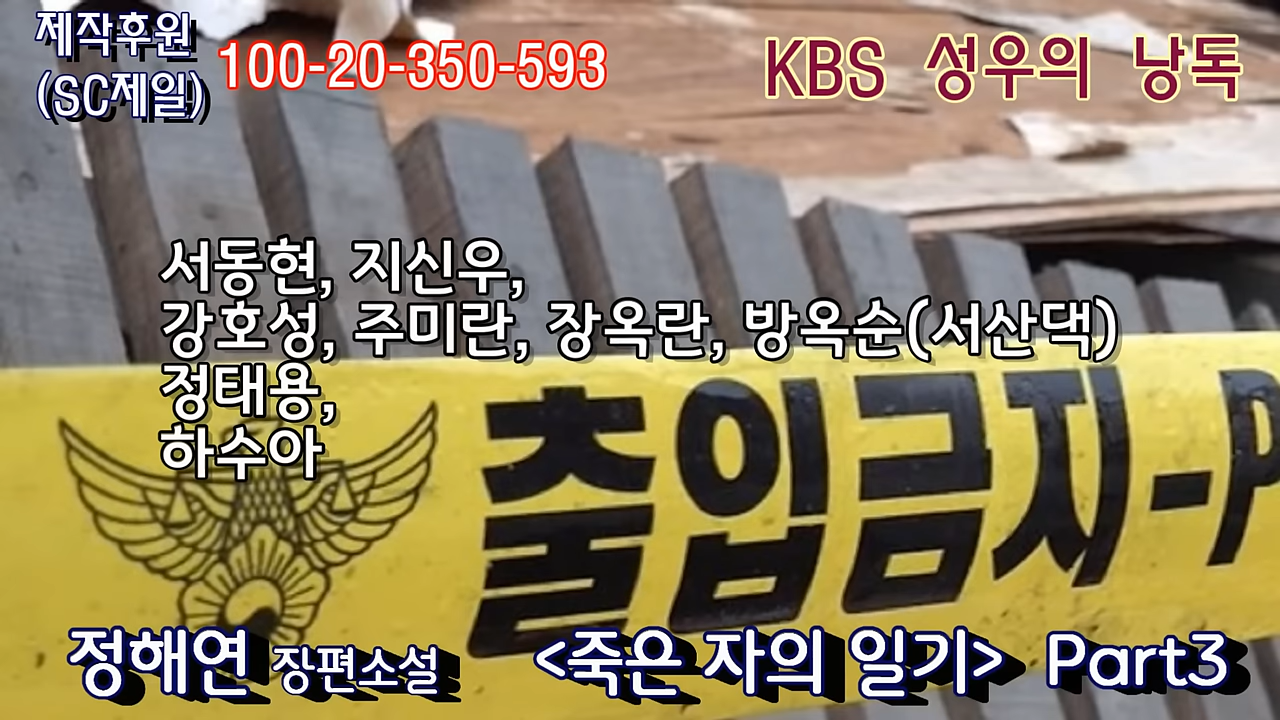 제작후원
(SC제일)
100-20-350-593
KBS 성우의 낭독
서동현, 지신우,
강호성, 주미란, 장옥란, 방옥순(서산댁)
정태용,
하수아
출입금지-P
정해연 장편소설 <죽은 자의 일기> Part3